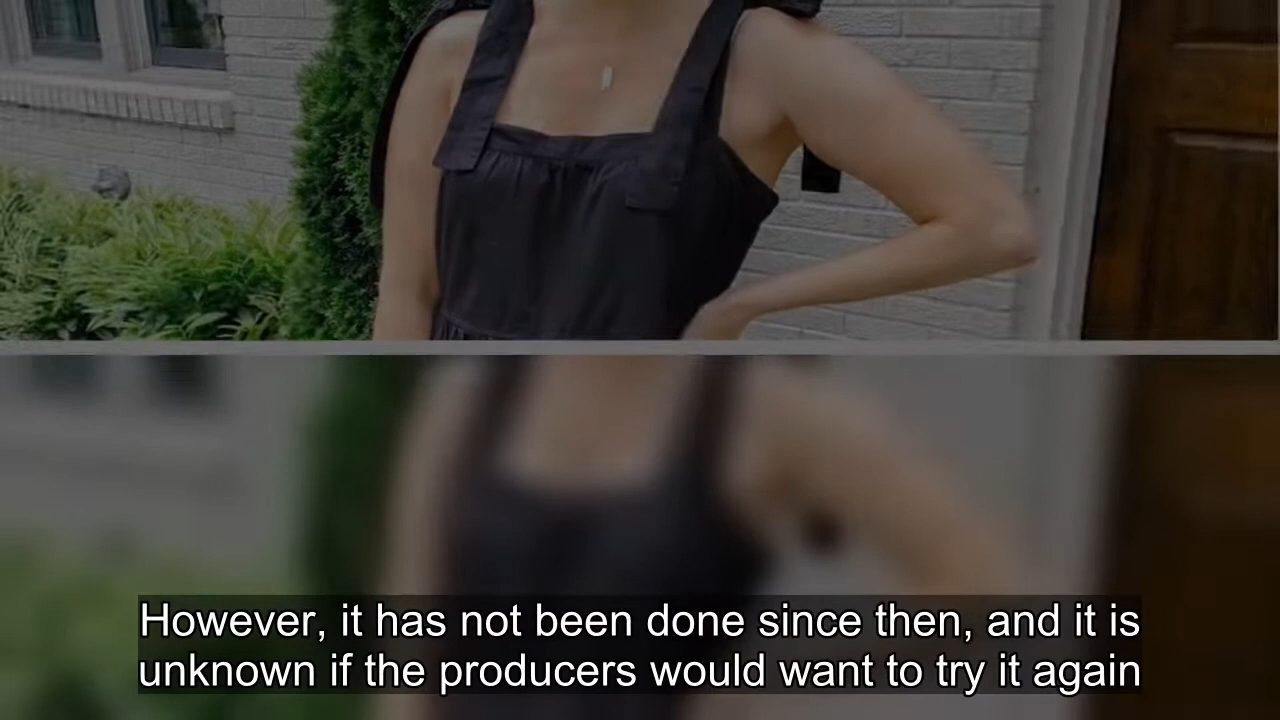 However, it has not been done since then, and it is
unknown if the producers would want to try it again